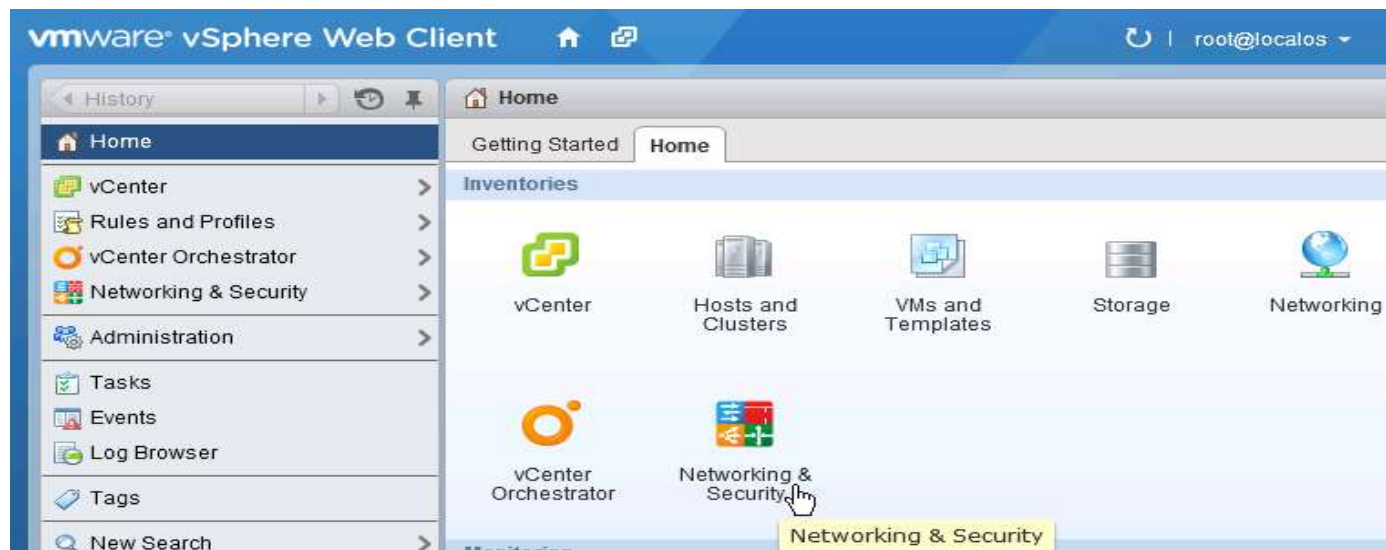 vmware® vSphere Web Client
root@localos
History
Home
vCenter
Rules and Profiles
vCenter Orchestrator
Networking & Security
Administration
Tasks
Events
Log Browser
Tags
New Search
Home
Getting Started
Home
Inventories
vCenter
Hosts and
Clusters
VMs and
Templates
Storage
Networking
vCenter
Orchestrator
Networking &
Security
Networking & Security